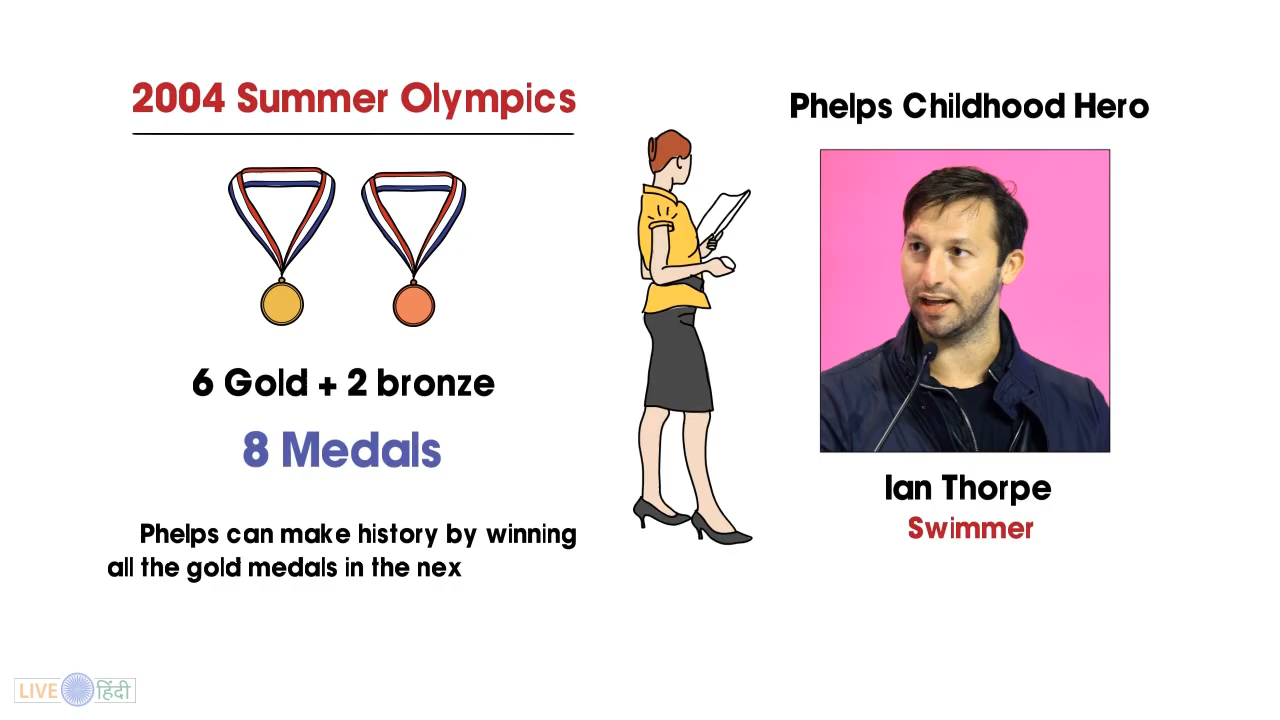 2004 Summer Olympics
6 Gold + 2 bronze
8 Medals
Phelps can make history by winning
all the gold medals in the nex
Phelps Childhood Hero
Ian Thorpe
Swimmer
LIVE हिंदी